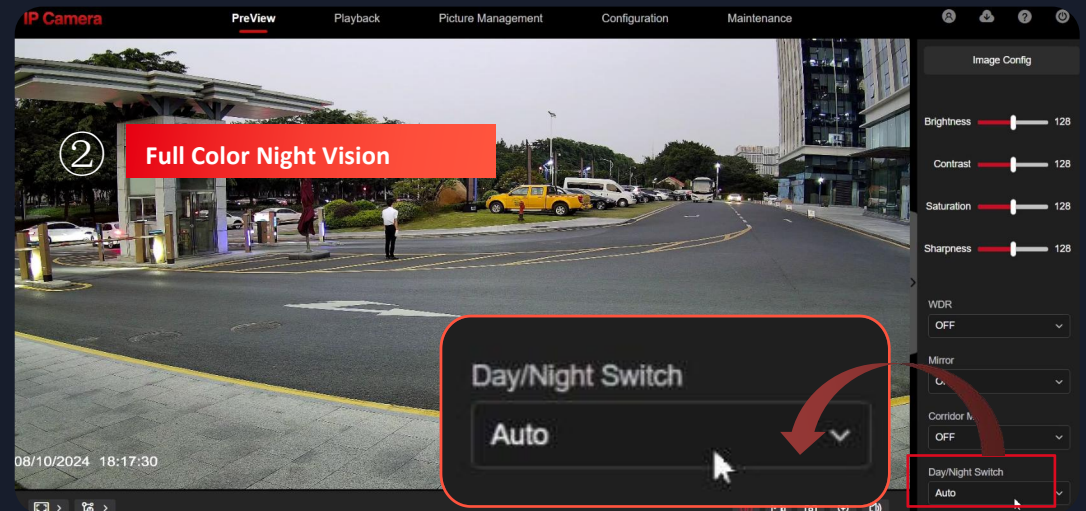 IP Camera
PreView
Playback
Picture Management
Configuration
Maintenance
Image Config
② Full Color Night Vision
Brightness 128
Contrast 128
Saturation 128
Sharpness 128
WDR
OFF
Mirror
Corridor
OFF
Day/Night Switch
Auto
Day/Night Switch
Auto
08/10/2024 18:17:30